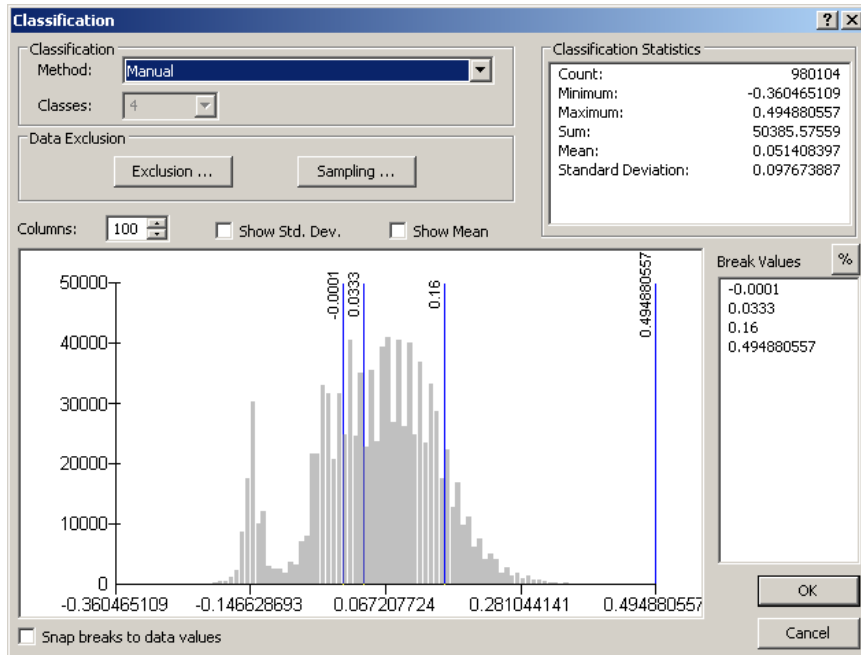 Classification
Classification
Method: Manual
Classes: 4
Data Exclusion
Exclusion ...
Sampling ...
Classification Statistics
Count: 980104
Minimum: -0.360465109
Maximum: 0.494880557
Sum: 50385.57559
Mean: 0.051408397
Standard Deviation: 0.097673887
Columns: 100
Show Std. Dev.
Show Mean
Break Values
%
-0.0001
0.0333
0.16
0.494880557
-0.0001
0.0333
0.16
0.494880557
50000
40000
30000
20000
10000
0
-0.360465109
-0.146628693
0.067207724
0.281044141
0.494880557
Snap breaks to data values
OK
Cancel